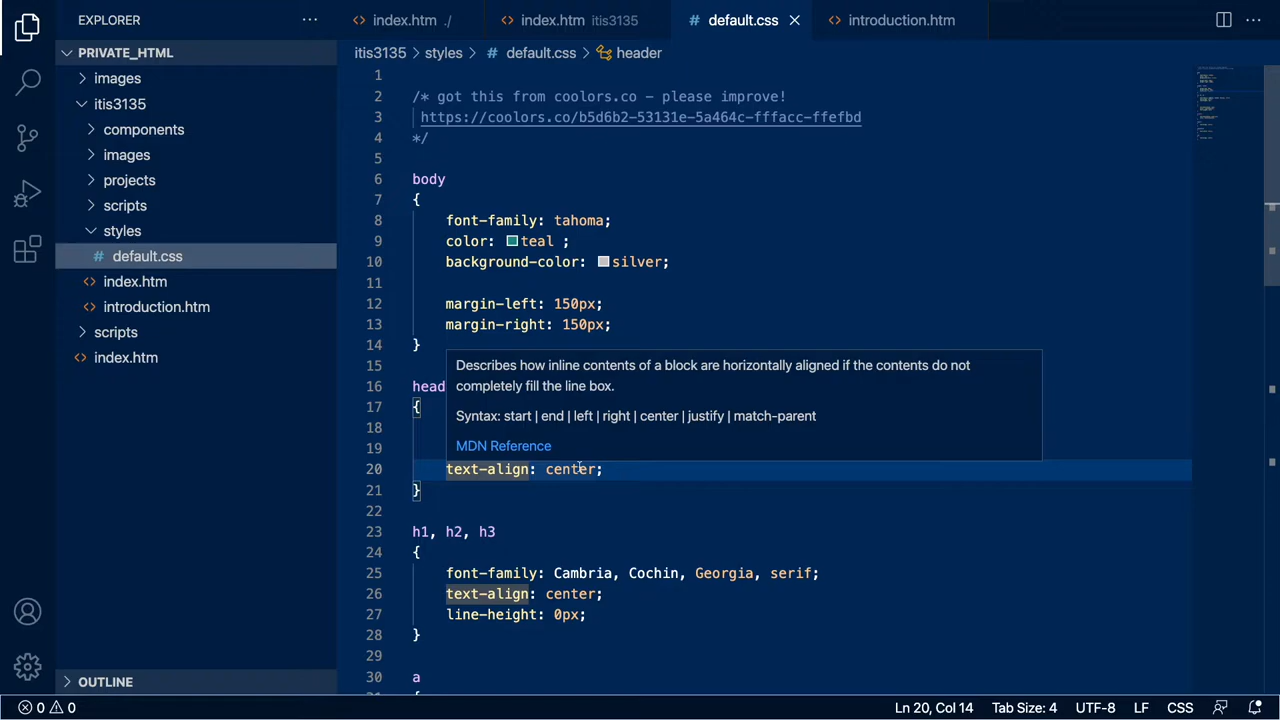 EXPLORER
index.htm ./
index.htm itis3135
# default.css
introduction.htm
PRIVATE_HTML
images
itis3135
components
images
projects
scripts
styles
# default.css
index.htm
introduction.htm
scripts
index.htm
OUTLINE
itis3135 > styles > # default.css > header
1
2 /* got this from coolors.co - please improve!
3 https://coolors.co/b5d6b2-53131e-5a464c-fffacc-ffefbd
4 */
5
6 body
7 {
8 font-family: tahoma;
9 color: teal ;
10 background-color: silver;
11
12 margin-left: 150px;
13 margin-right: 150px;
14 }
15
Describes how inline contents of a block are horizontally aligned if the contents do not
completely fill the line box.
Syntax: start | end | left | right | center | justify | match-parent
MDN Reference
16 head
17 {
18
19
20 text-align: center;
21 }
22
23 h1, h2, h3
24 {
25 font-family: Cambria, Cochin, Georgia, serif;
26 text-align: center;
27 line-height: 0px;
28 }
29
30 a
0 0
Ln 20, Col 14 Tab Size: 4 UTF-8 LF CSS